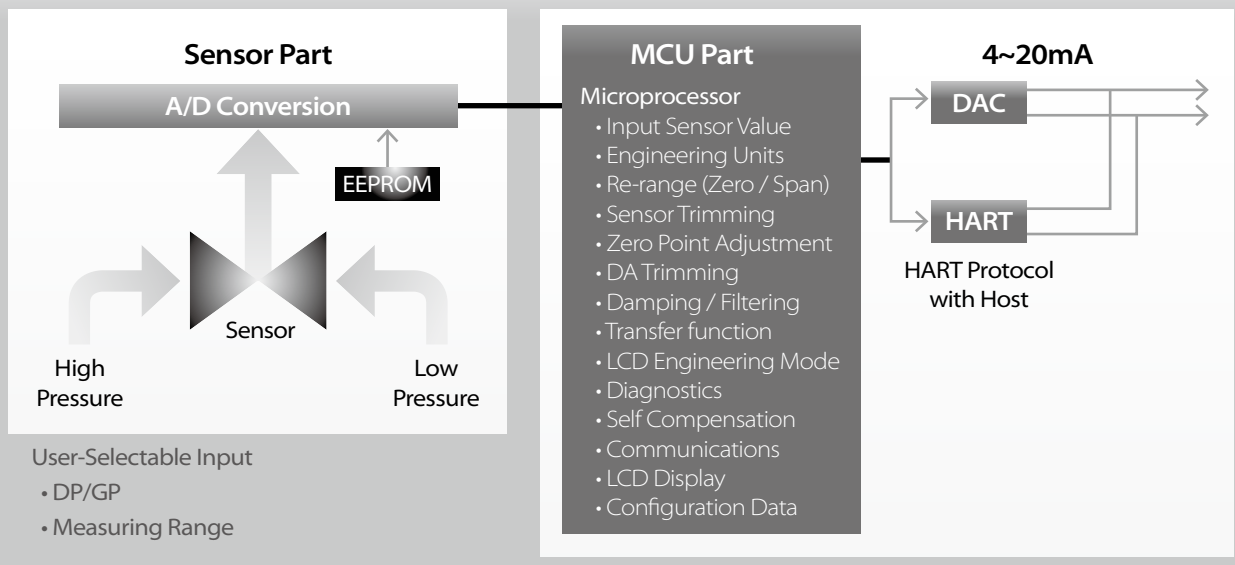 Sensor Part
A/D Conversion
EEPROM
Sensor
High
Pressure
Low
Pressure
User-Selectable Input
• DP/GP
• Measuring Range
MCU Part
Microprocessor
• Input Sensor Value
• Engineering Units
• Re-range (Zero / Span)
• Sensor Trimming
• Zero Point Adjustment
• DA Trimming
• Damping / Filtering
• Transfer function
• LCD Engineering Mode
• Diagnostics
• Self Compensation
• Communications
• LCD Display
• Configuration Data
4~20mA
DAC
HART
HART Protocol
with Host